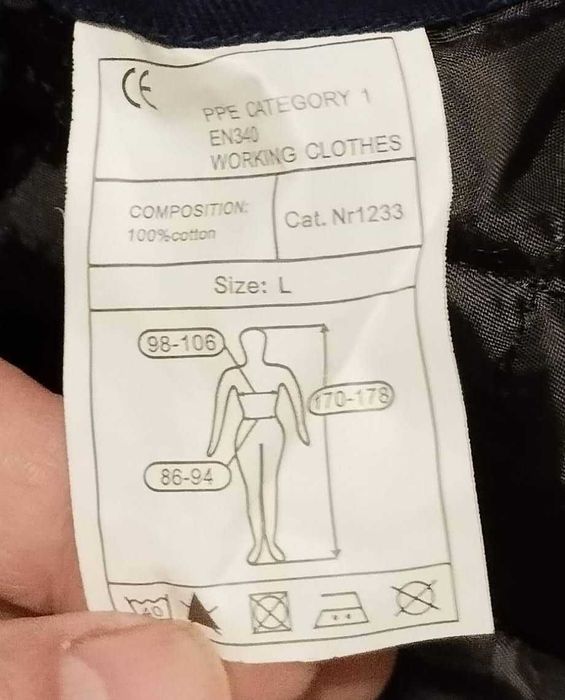 CE
PPE CATEGORY 1
EN340
WORKING CLOTHES
COMPOSITION:
100%cotton
Cat. Nr1233
Size: L
98-106
170-178
86-94
40